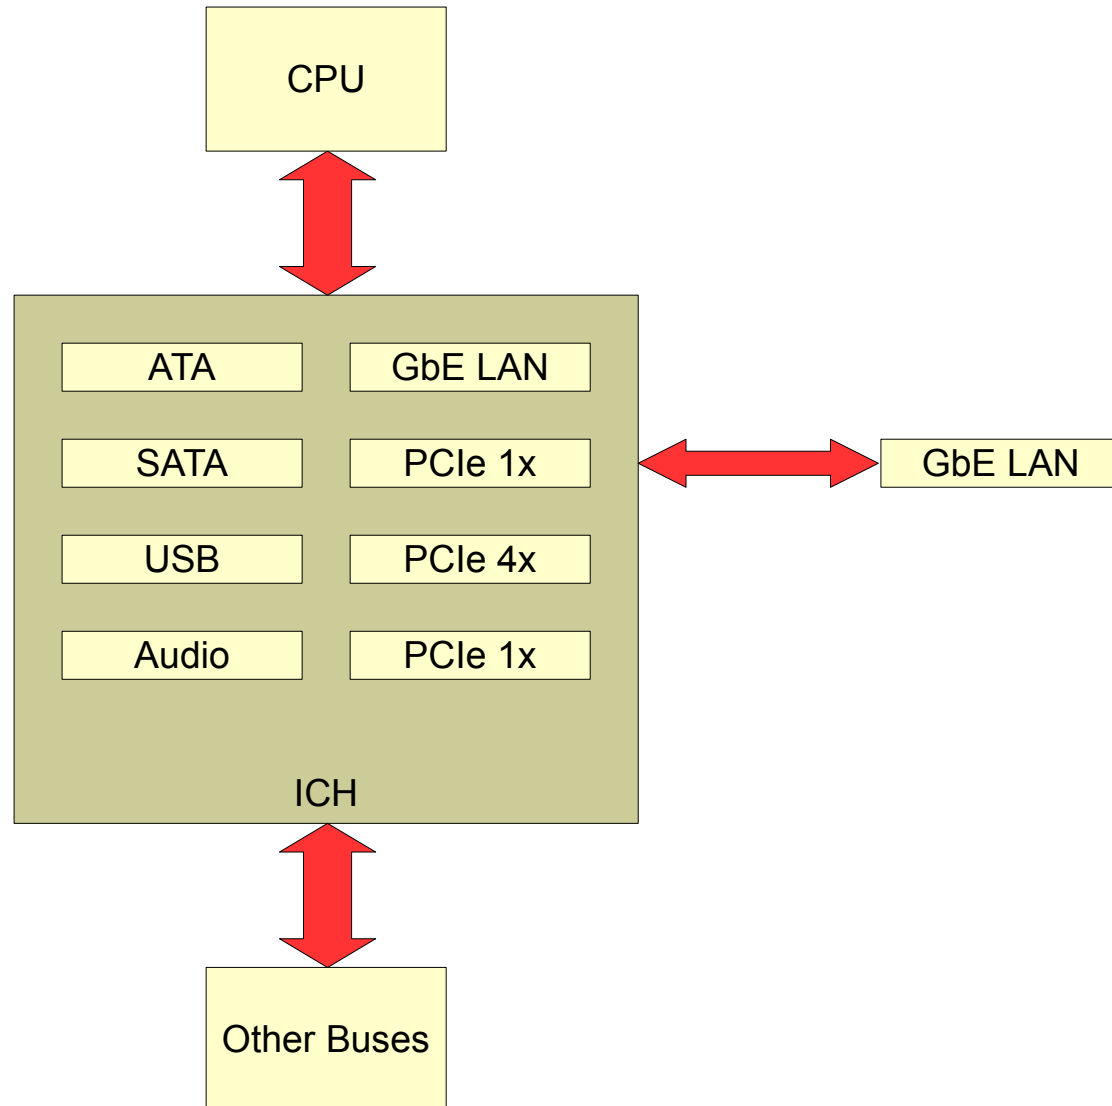 CPU
ATA
GbE LAN
SATA
PCIe 1x
GbE LAN
USB
PCIe 4x
Audio
PCIe 1x
ICH
Other Buses